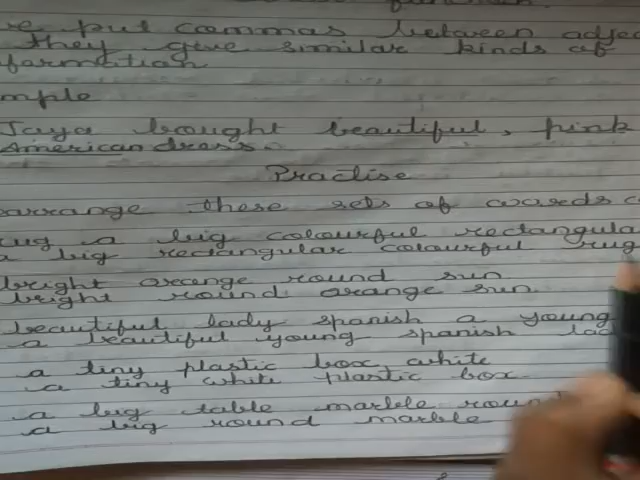 e put commas between adjec
they give similar kinds of
formation
mple
Jaya bought beautiful, pink
American dress.
Practise
arrange these sets of words
rug a big colourful rectangula
a big rectangular colourful rug
bright orange round sun
bright round orange sun.
beautiful lady spanish a young
a beautiful young spanish lad
a tiny plastic box white
a tiny white plastic box.
a big table marble round
a big round marble